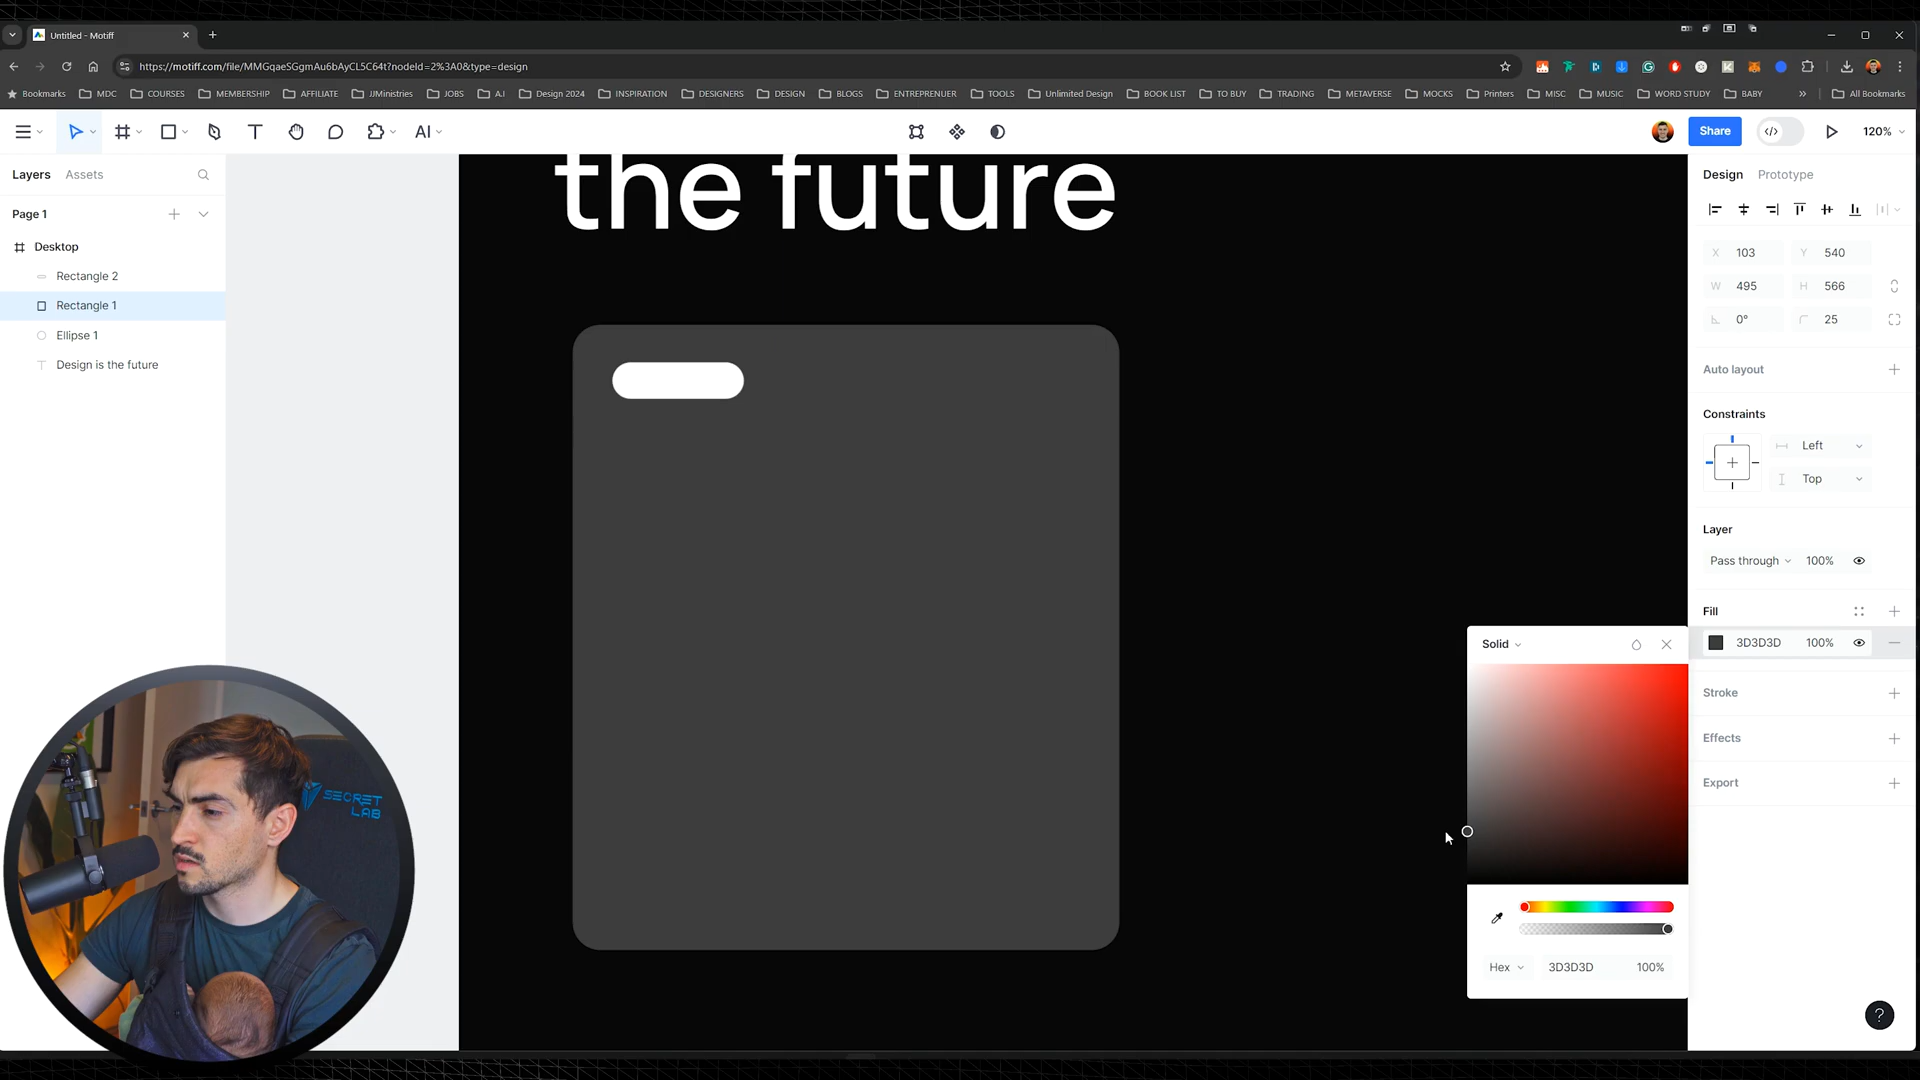 Untitled - Motiff
https://motiff.com/file/MMGqaeSGgmAu6bAyCL5C64t?nodeId=2%3A0&type=design
Bookmarks MDC COURSES MEMBERSHIP AFFILIATE JJMinistries JOBS A.I Design 2024 INSPIRATION DESIGNERS DESIGN BLOGS ENTREPRENUER TOOLS Unlimited Design BOOK LIST TO BUY TRADING METAVERSE MOCKS Printers MISC MUSIC WORD STUDY BABY » All Bookmarks
T AI Share </> 120%
Layers Assets
Page 1
Desktop
Rectangle 2
Rectangle 1
Ellipse 1
T Design is the future
the future
Design Prototype
X 103 Y 540
W 495 H 566
0° 25
Auto layout
Constraints
Left
Top
Layer
Pass through 100%
Fill
3D3D3D 100%
Stroke
Effects
Export
Solid
Hex 3D3D3D 100%
?
SECRET
LAB